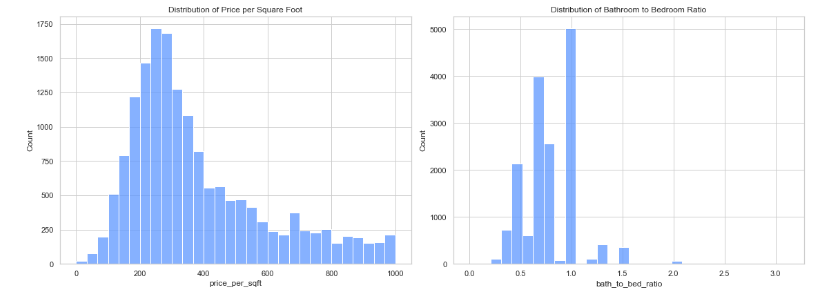 Distribution of Price per Square Foot
1750
1500
1250
1000
750
500
250
0
Count
0 200 400 600 800 1000
price_per_sqft
Distribution of Bathroom to Bedroom Ratio
5000
4000
3000
2000
1000
0
Count
0.0 0.5 1.0 1.5 2.0 2.5 3.0
bath_to_bed_ratio